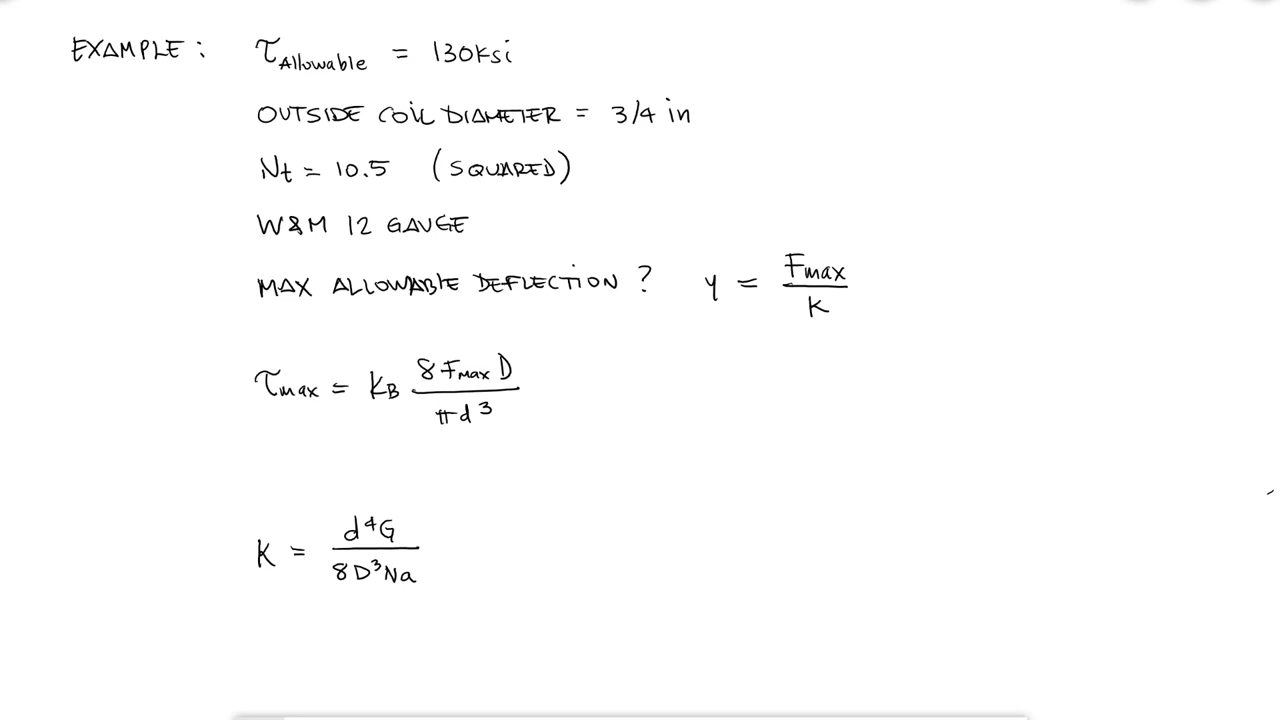 EXAMPLE : τAllowable = 130ksi
OUTSIDE COIL DIAMETER = 3/4 in
Nt = 10.5 (SQUARED)
W&M 12 GAUGE
MAX ALLOWABLE DEFLECTION ? y = Fmax/k
τmax = KB 8FmaxD/πd³
K = d⁴G/8D³Na